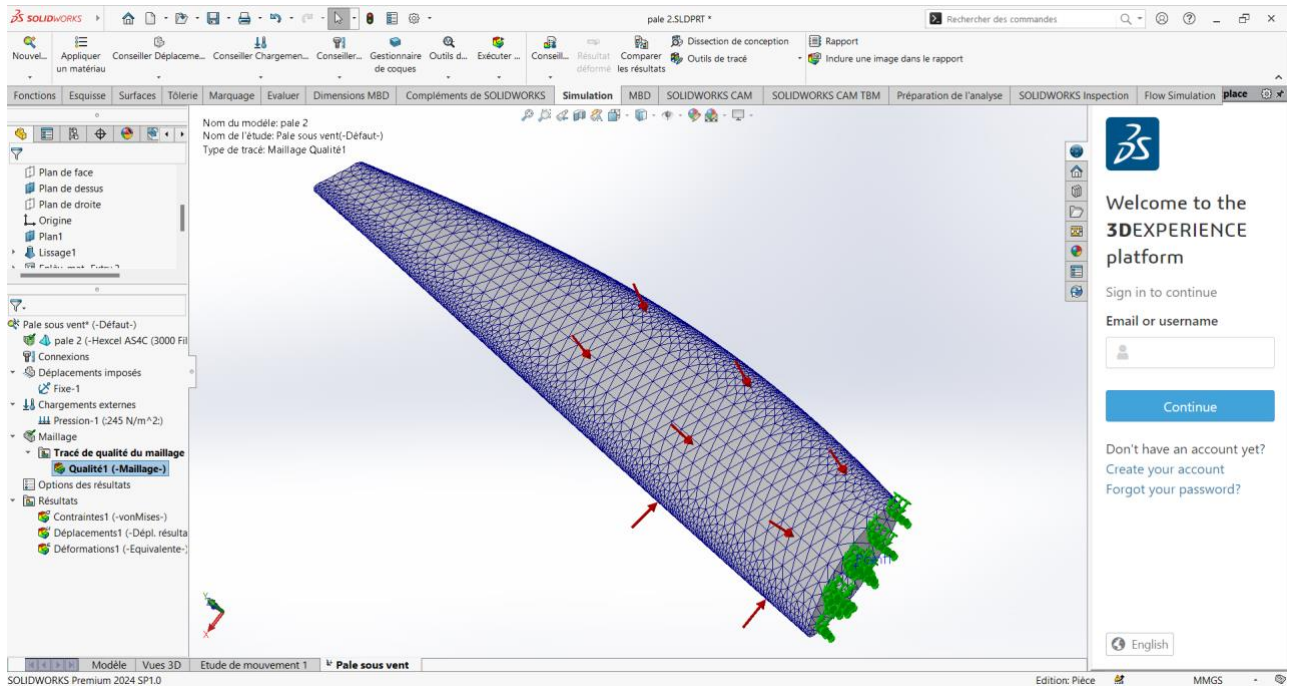 SOLIDWORKS
pale 2.SLDPRT *
Rechercher des commandes
Nouvel... Appliquer un matériau Conseiller Déplaceme... Conseiller Chargemen... Conseiller... Gestionnaire de coques Outils d... Exécuter ... Conseill... Résultat déformé Comparer les résultats
Dissection de conception
Outils de tracé
Rapport
Inclure une image dans le rapport
Fonctions Esquisse Surfaces Tôlerie Marquage Evaluer Dimensions MBD Compléments de SOLIDWORKS Simulation MBD SOLIDWORKS CAM SOLIDWORKS CAM TBM Préparation de l'analyse SOLIDWORKS Inspection Flow Simulation place
Plan de face
Plan de dessus
Plan de droite
Origine
Plan1
Lissage1
Pale sous vent* (-Défaut-)
pale 2 (-Hexcel AS4C (3000 Fil
Connexions
Déplacements imposés
Fixe-1
Chargements externes
Pression-1 (:245 N/m^2:)
Maillage
Tracé de qualité du maillage
Qualité1 (-Maillage-)
Options des résultats
Résultats
Contraintes1 (-vonMises-)
Déplacements1 (-Dépl. résulta
Déformations1 (-Equivalente-)
Nom du modèle: pale 2
Nom de l'étude: Pale sous vent(-Défaut-)
Type de tracé: Maillage Qualité1
Y
X
Welcome to the
3DEXPERIENCE
platform
Sign in to continue
Email or username
Continue
Don't have an account yet?
Create your account
Forgot your password?
English
Modèle Vues 3D Etude de mouvement 1 Pale sous vent
SOLIDWORKS Premium 2024 SP1.0
Edition: Pièce
MMGS